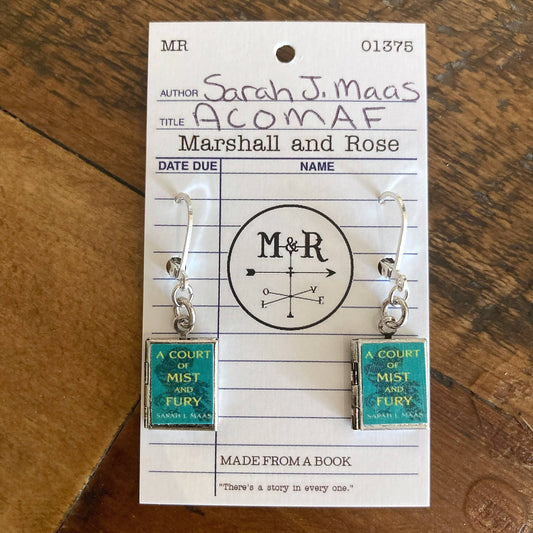 MR 01375
AUTHOR Sarah J. Maas
TITLE ACOMAF
Marshall and Rose
DATE DUE NAME
M&R
L O V E
A COURT
OF
MIST
AND
FURY
SARAH J. MAAS
A COURT
OF
MIST
AND
FURY
SARAH J. MAAS
MADE FROM A BOOK
"There's a story in every one."